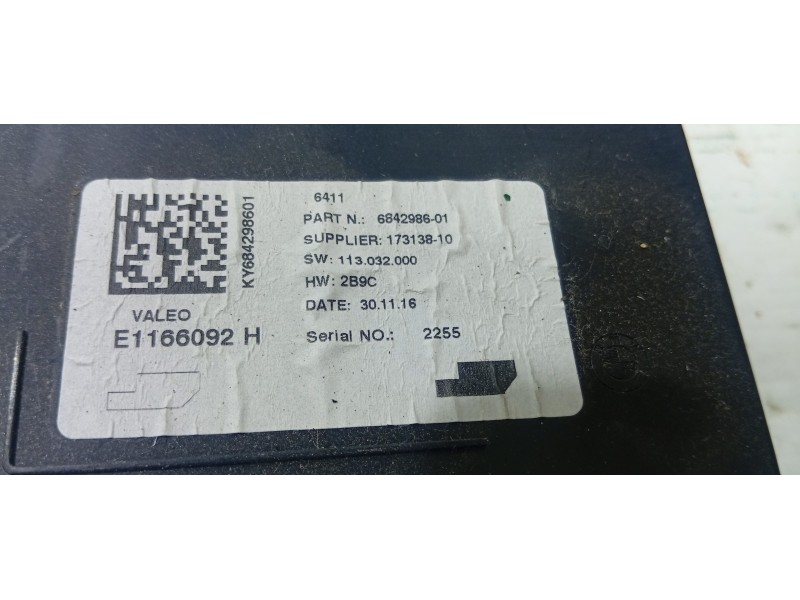 KY684298601
VALEO
E1166092 H
6411
PART N.: 6842986-01
SUPPLIER: 173138-10
SW: 113.032.000
HW: 2B9C
DATE: 30.11.16
Serial NO.: 2255